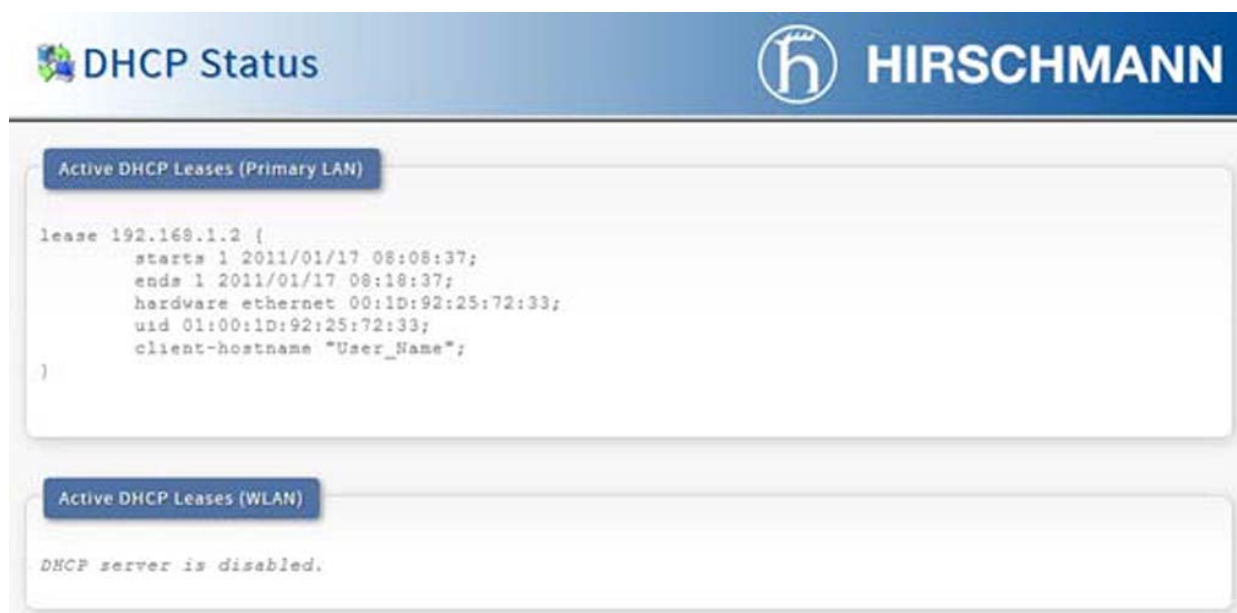 DHCP Status
HIRSCHMANN
Active DHCP Leases (Primary LAN)
lease 192.168.1.2 {
starts 1 2011/01/17 08:08:37;
ends 1 2011/01/17 08:18:37;
hardware ethernet 00:1D:92:25:72:33;
uid 01:00:1D:92:25:72:33;
client-hostname "User_Name";
}
Active DHCP Leases (WLAN)
DHCP server is disabled.